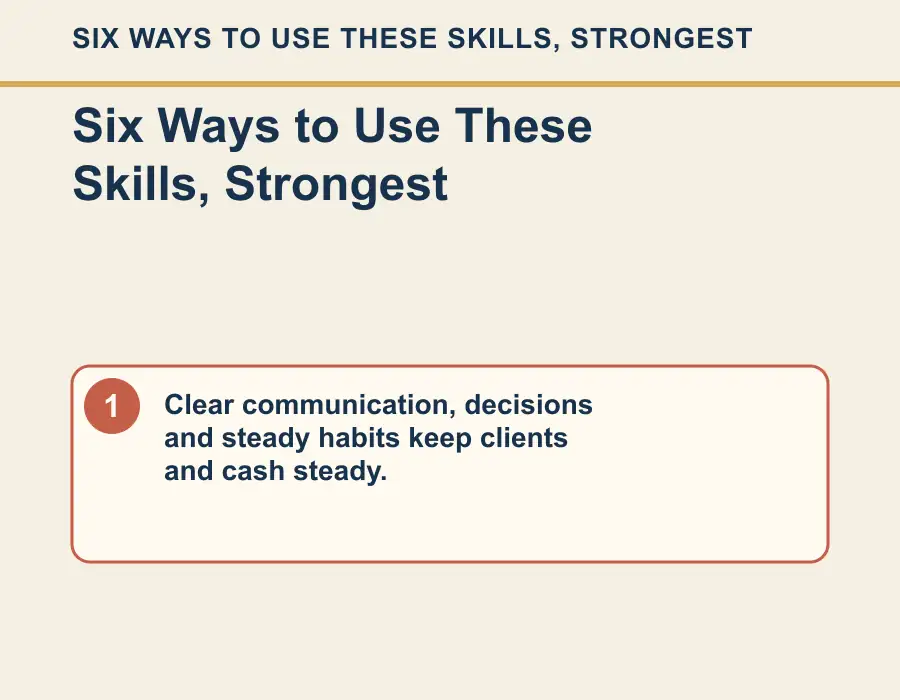 SIX WAYS TO USE THESE SKILLS, STRONGEST
Six Ways to Use These
Skills, Strongest
1
Clear communication, decisions
and steady habits keep clients
and cash steady.